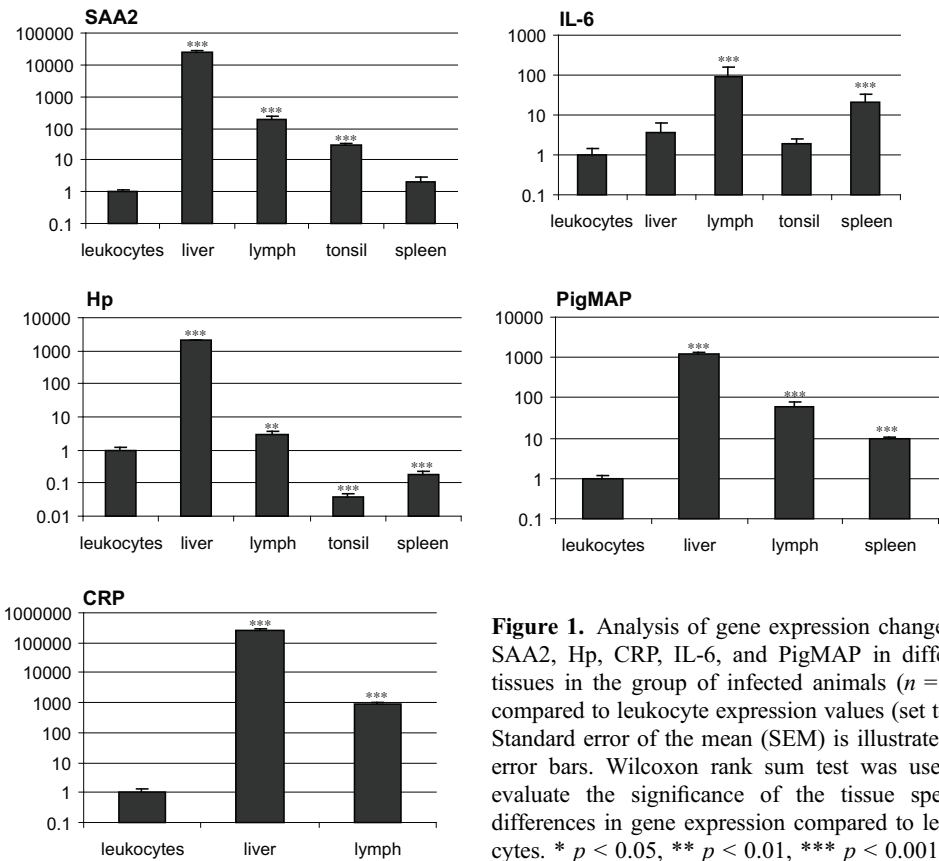 SAA2
100000
10000
1000
100
10
1
0.1
***
***
***
leukocytes liver lymph tonsil spleen
IL-6
1000
100
10
1
0.1
***
***
leukocytes liver lymph tonsil spleen
Hp
10000
1000
100
10
1
0.1
0.01
***
**
***
***
leukocytes liver lymph tonsil spleen
PigMAP
10000
1000
100
10
1
0.1
***
***
***
leukocytes liver lymph spleen
CRP
1000000
100000
10000
1000
100
10
1
0.1
***
***
leukocytes liver lymph
Figure 1. Analysis of gene expression change
SAA2, Hp, CRP, IL-6, and PigMAP in diffe
tissues in the group of infected animals (n =
compared to leukocyte expression values (set t
Standard error of the mean (SEM) is illustrate
error bars. Wilcoxon rank sum test was use
evaluate the significance of the tissue spe
differences in gene expression compared to le
cytes. * p < 0.05, ** p < 0.01, *** p < 0.001